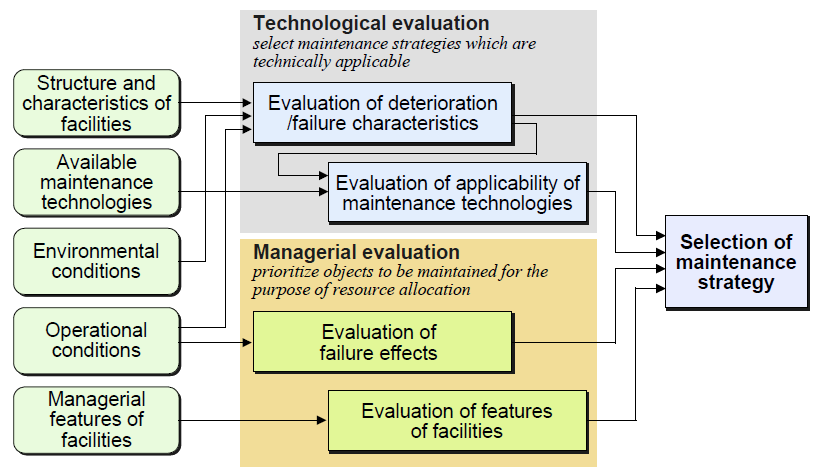 Technological evaluation
select maintenance strategies which are
technically applicable
Structure and
characteristics of
facilities
Evaluation of deterioration
/failure characteristics
Available
maintenance
technologies
Evaluation of applicability of
maintenance technologies
Environmental
conditions
Managerial evaluation
prioritize objects to be maintained for the
purpose of resource allocation
Selection of
maintenance
strategy
Operational
conditions
Evaluation of
failure effects
Managerial
features of
facilities
Evaluation of features
of facilities